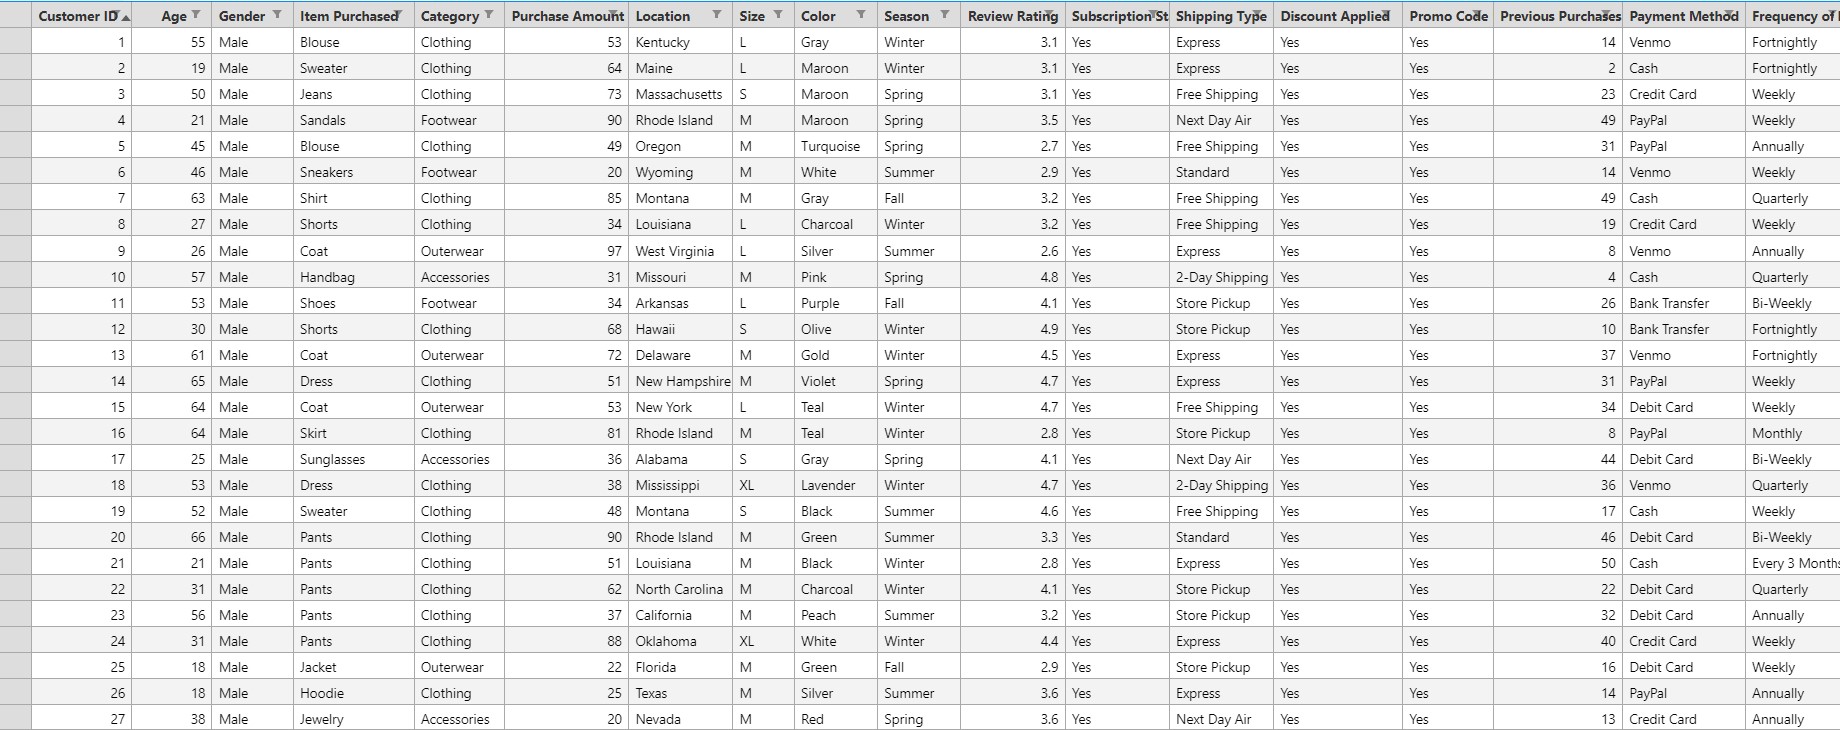 Customer ID Age Gender Item Purchased Category Purchase Amount Location Size Color Season Review Rating Subscription St Shipping Type Discount Applied Promo Code Previous Purchases Payment Method Frequency of
1 55 Male Blouse Clothing 53 Kentucky L Gray Winter 3.1 Yes Express Yes Yes 14 Venmo Fortnightly
2 19 Male Sweater Clothing 64 Maine L Maroon Winter 3.1 Yes Express Yes Yes 2 Cash Fortnightly
3 50 Male Jeans Clothing 73 Massachusetts S Maroon Spring 3.1 Yes Free Shipping Yes Yes 23 Credit Card Weekly
4 21 Male Sandals Footwear 90 Rhode Island M Maroon Spring 3.5 Yes Next Day Air Yes Yes 49 PayPal Weekly
5 45 Male Blouse Clothing 49 Oregon M Turquoise Spring 2.7 Yes Free Shipping Yes Yes 31 PayPal Annually
6 46 Male Sneakers Footwear 20 Wyoming M White Summer 2.9 Yes Standard Yes Yes 14 Venmo Weekly
7 63 Male Shirt Clothing 85 Montana M Gray Fall 3.2 Yes Free Shipping Yes Yes 49 Cash Quarterly
8 27 Male Shorts Clothing 34 Louisiana L Charcoal Winter 3.2 Yes Free Shipping Yes Yes 19 Credit Card Weekly
9 26 Male Coat Outerwear 97 West Virginia L Silver Summer 2.6 Yes Express Yes Yes 8 Venmo Annually
10 57 Male Handbag Accessories 31 Missouri M Pink Spring 4.8 Yes 2-Day Shipping Yes Yes 4 Cash Quarterly
11 53 Male Shoes Footwear 34 Arkansas L Purple Fall 4.1 Yes Store Pickup Yes Yes 26 Bank Transfer Bi-Weekly
12 30 Male Shorts Clothing 68 Hawaii S Olive Winter 4.9 Yes Store Pickup Yes Yes 10 Bank Transfer Fortnightly
13 61 Male Coat Outerwear 72 Delaware M Gold Winter 4.5 Yes Express Yes Yes 37 Venmo Fortnightly
14 65 Male Dress Clothing 51 New Hampshire M Violet Spring 4.7 Yes Express Yes Yes 31 PayPal Weekly
15 64 Male Coat Outerwear 53 New York L Teal Winter 4.7 Yes Free Shipping Yes Yes 34 Debit Card Weekly
16 64 Male Skirt Clothing 81 Rhode Island M Teal Winter 2.8 Yes Store Pickup Yes Yes 8 PayPal Monthly
17 25 Male Sunglasses Accessories 36 Alabama S Gray Spring 4.1 Yes Next Day Air Yes Yes 44 Debit Card Bi-Weekly
18 53 Male Dress Clothing 38 Mississippi XL Lavender Winter 4.7 Yes 2-Day Shipping Yes Yes 36 Venmo Quarterly
19 52 Male Sweater Clothing 48 Montana S Black Summer 4.6 Yes Free Shipping Yes Yes 17 Cash Weekly
20 66 Male Pants Clothing 90 Rhode Island M Green Summer 3.3 Yes Standard Yes Yes 46 Debit Card Bi-Weekly
21 21 Male Pants Clothing 51 Louisiana M Black Winter 2.8 Yes Express Yes Yes 50 Cash Every 3 Months
22 31 Male Pants Clothing 62 North Carolina M Charcoal Winter 4.1 Yes Store Pickup Yes Yes 22 Debit Card Quarterly
23 56 Male Pants Clothing 37 California M Peach Summer 3.2 Yes Store Pickup Yes Yes 32 Debit Card Annually
24 31 Male Pants Clothing 88 Oklahoma XL White Winter 4.4 Yes Express Yes Yes 40 Credit Card Weekly
25 18 Male Jacket Outerwear 22 Florida M Green Fall 2.9 Yes Store Pickup Yes Yes 16 Debit Card Weekly
26 18 Male Hoodie Clothing 25 Texas M Silver Summer 3.6 Yes Express Yes Yes 14 PayPal Annually
27 38 Male Jewelry Accessories 20 Nevada M Red Spring 3.6 Yes Next Day Air Yes Yes 13 Credit Card Annually